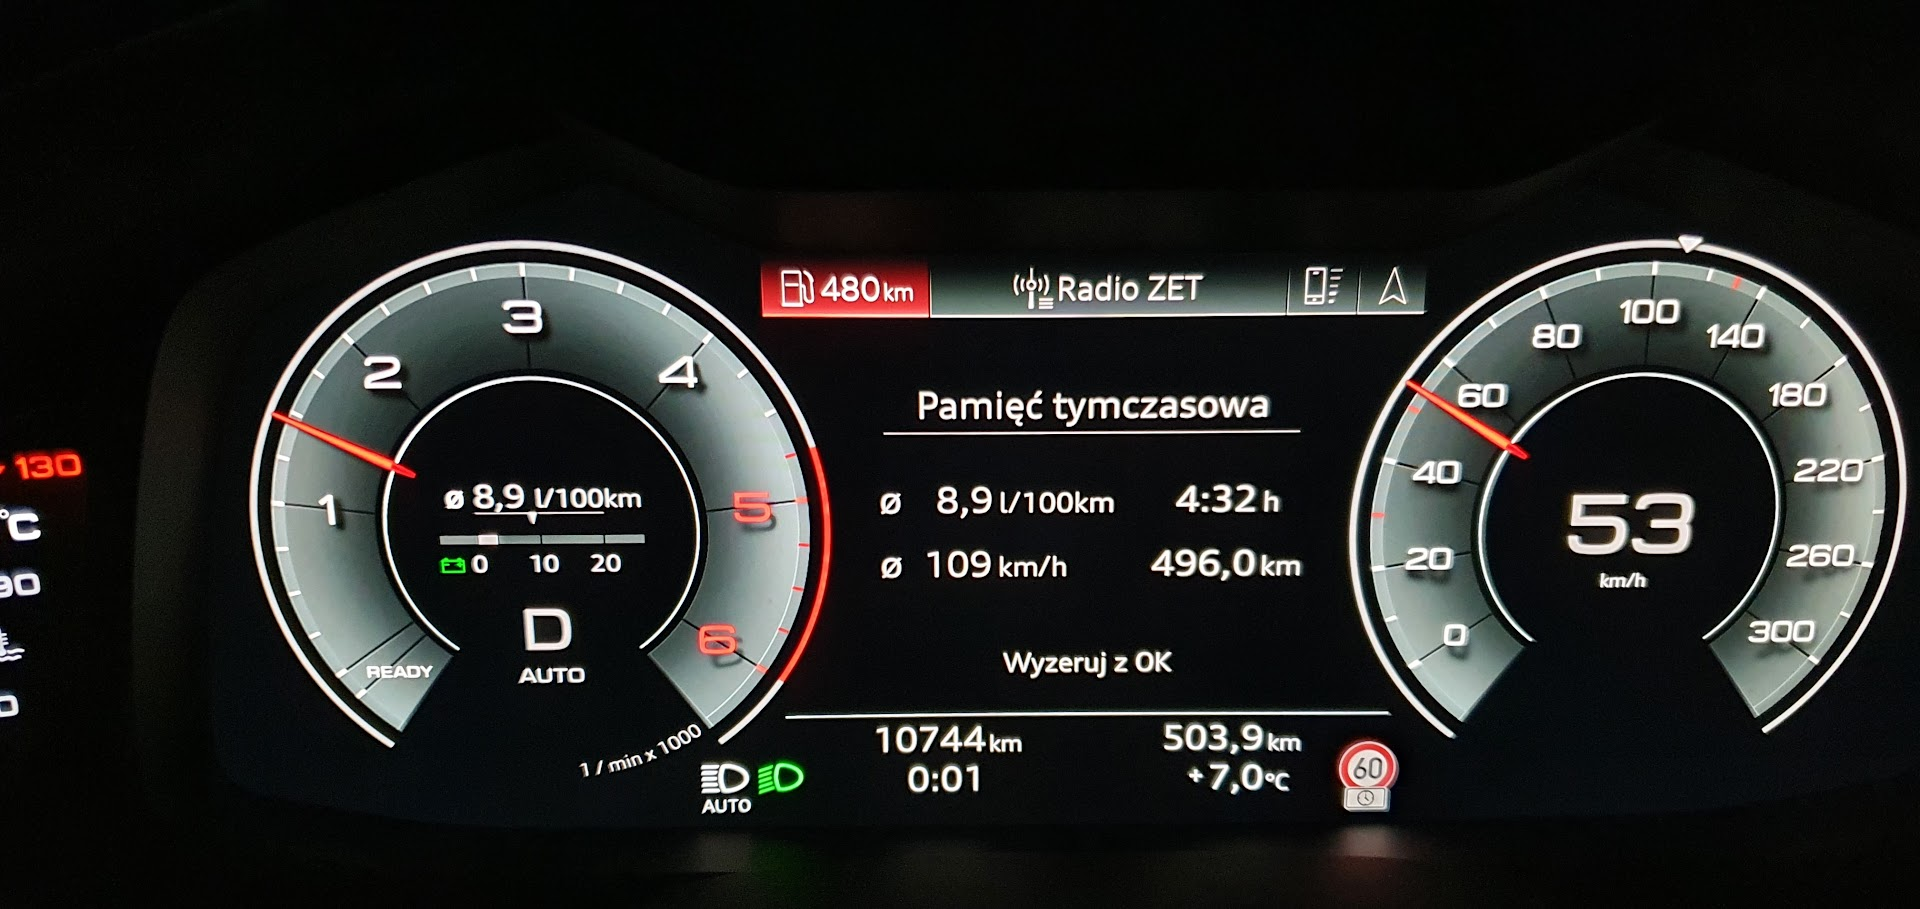 480 km
Radio ZET
130
°C
90
1
2
3
4
5
6
READY
1 / min x 1000
ø 8,9 l/100km
0 10 20
D
AUTO
Pamięć tymczasowa
ø 8,9 l/100km 4:32 h
ø 109 km/h 496,0 km
Wyzeruj z OK
10744 km 503,9 km
0:01 +7,0 °C
AUTO
60
0
20
40
60
80
100
140
180
220
260
300
53
km/h